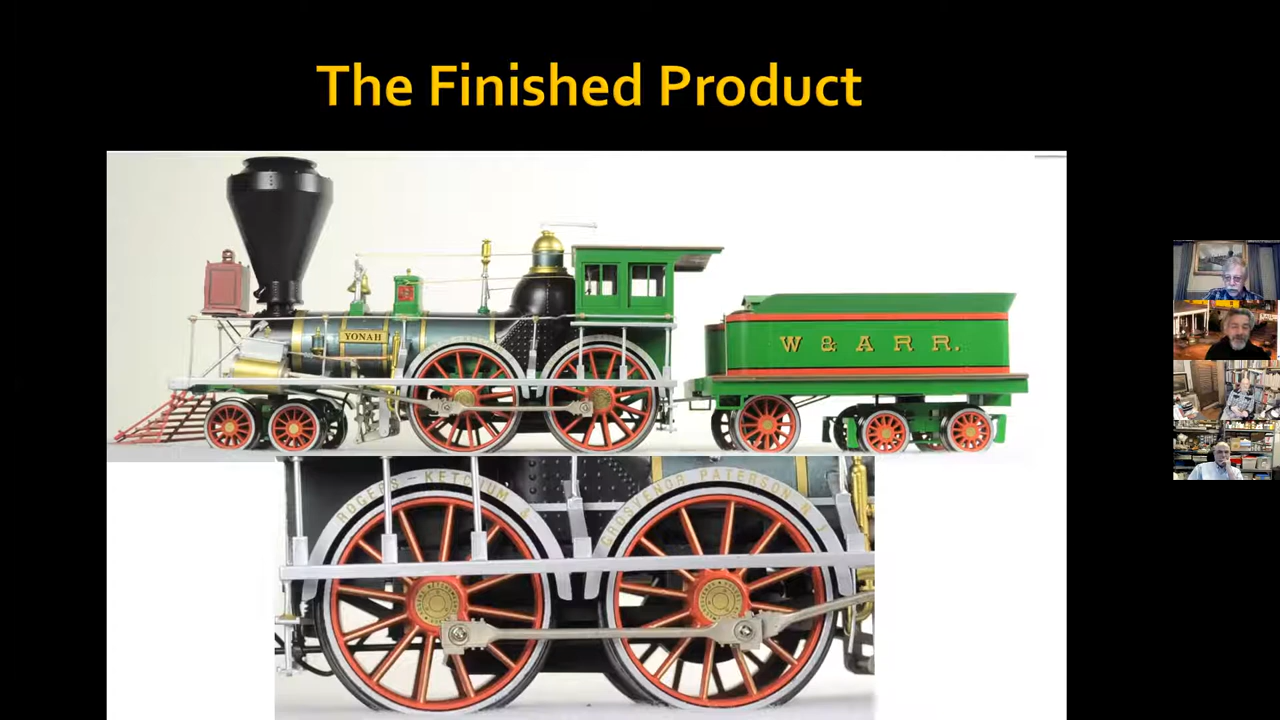 The Finished Product
YONAH
W & A R R.
ROGERS - KETCHUM &
GROSVENOR PATERSON N J